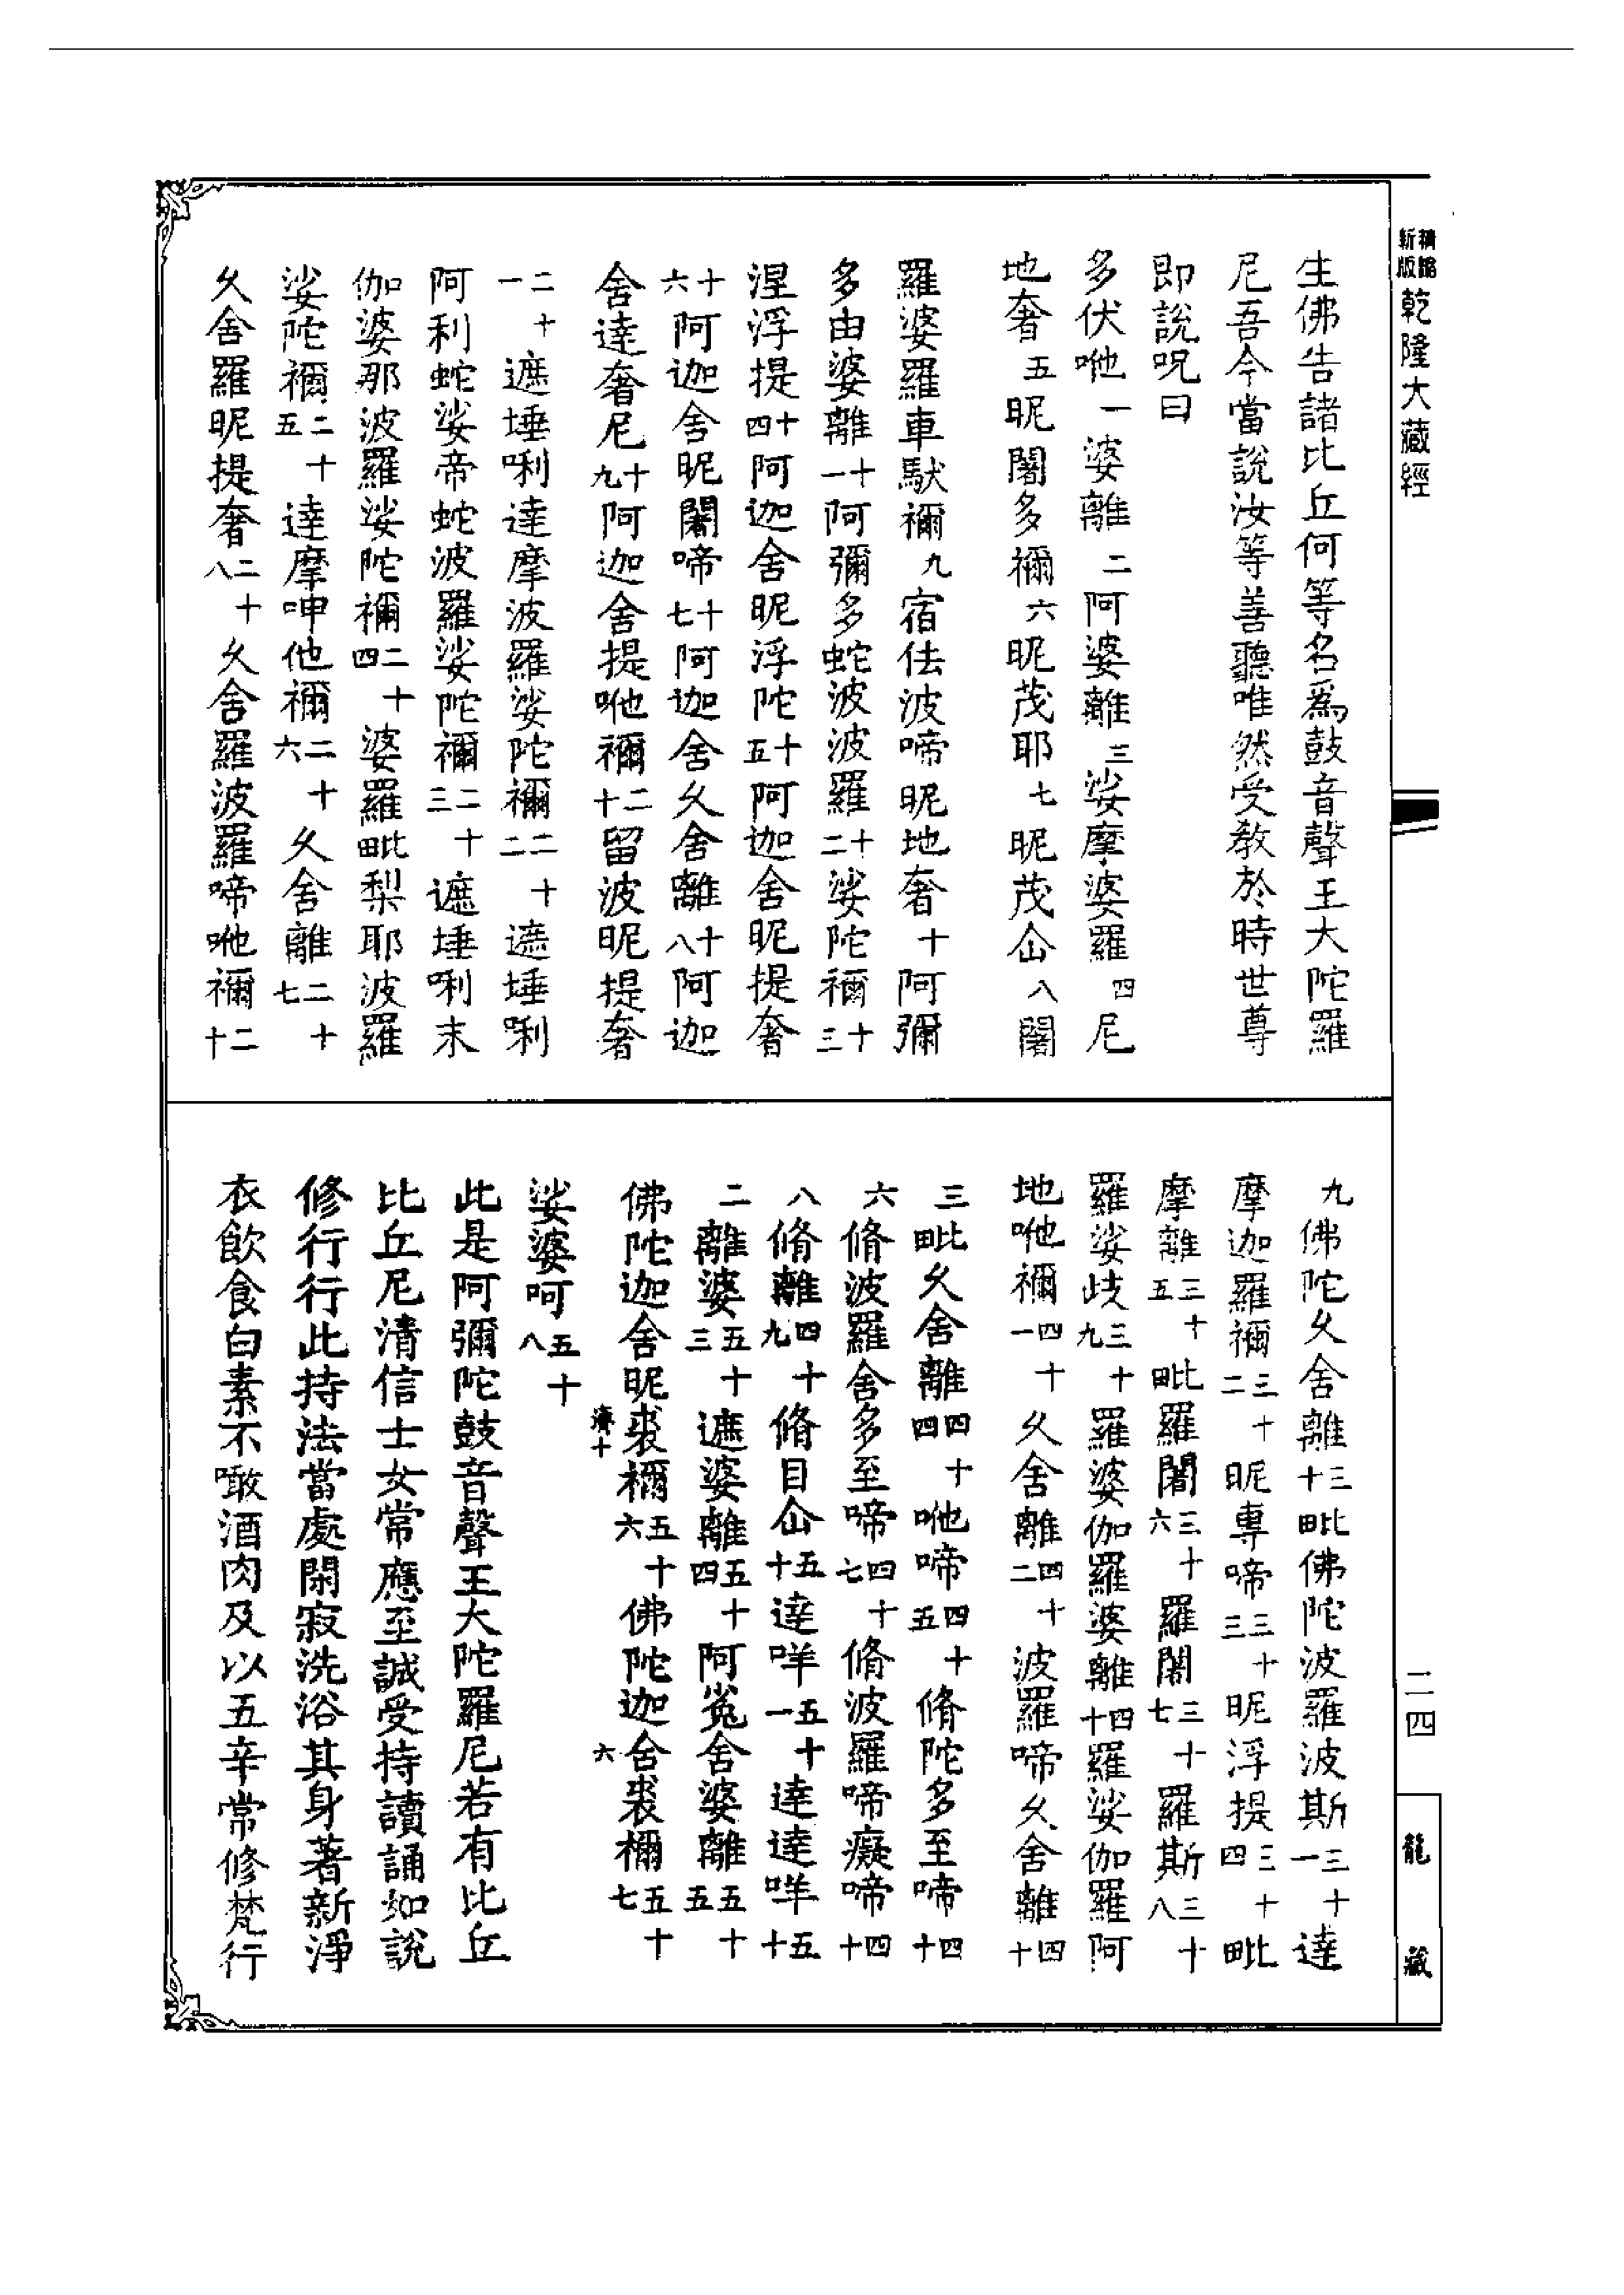 精縮新版乾隆大藏經
生佛告諸比丘何等名爲鼓音聲王大陀羅
尼吾今當說汝等善聽唯然受教於時世尊
即說呪曰
多伏咃一婆離二阿婆離三娑摩婆羅四尼
地奢五昵闍多禰六昵茂耶七昵茂屳八闍
羅婆羅車馱禰九宿佉波啼昵地奢十阿彌
多由婆離十一阿彌多蛇波波羅十二娑陀禰十三
涅浮提十四阿迦舍昵浮陀十五阿迦舍昵提奢
十六阿迦舍昵闍啼十七阿迦舍久舍離十八阿迦
舍達奢尼十九阿迦舍提咃禰二十留波昵提奢
二十一遮埵唎達摩波羅娑陀禰二十二遮埵唎
阿利蛇娑帝蛇波羅娑陀禰二十三遮埵唎末
伽婆那波羅娑陀禰二十四婆羅毗梨耶波羅
娑陀禰二十五達摩呻他禰二十六久舍離二十七
久舍羅昵提奢二十八久舍羅波羅啼咃禰二十
九佛陀久舍離三十毗佛陀波羅波斯三十一達
摩迦羅禰三十二昵專啼三十三昵浮提三十四毗
摩離三十五毗羅闍三十六羅闍三十七羅斯三十八
羅娑歧三十九羅婆伽羅婆離四十羅娑伽羅阿
地咃禰四十一久舍離四十二波羅啼久舍離四十
三毗久舍離四十四咃啼四十五脩陀多至啼四十
六脩波羅舍多至啼四十七脩波羅啼癡啼四十
八脩離四十九脩目屳五十達咩五十一達達咩五十
二離婆五十三遮婆離五十四阿㝹舍婆離五十五
佛陀迦舍昵裘禰五十六佛陀迦舍裘禰五十七
娑婆呵五十八
此是阿彌陀鼓音聲王大陀羅尼若有比丘
比丘尼清信士女常應至誠受持讀誦如說
修行行此持法當處閑寂洗浴其身著新淨
衣飲食白素不噉酒肉及以五辛常修梵行
二四
龍藏